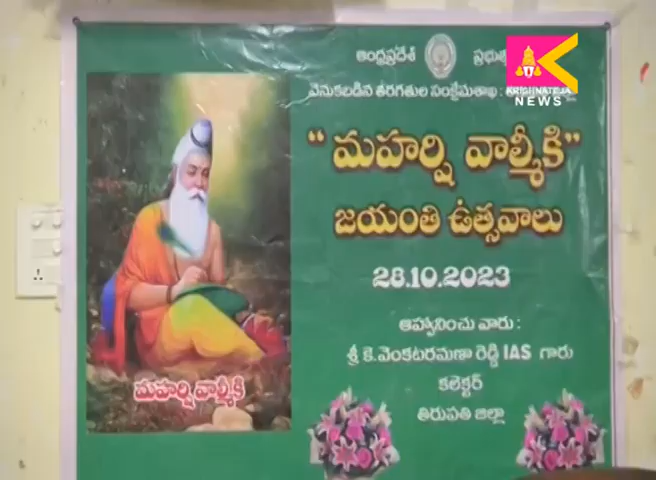 ఆంధ్రప్రదేశ్
వెనుకబడిన తరగతుల సంక్షేమశాఖ
KRISHNATEJA
NEWS
“ మహర్షి వాల్మీకి”
జయంతి ఉత్సవాలు
28.10.2023
ఆహ్వానించు వారు :
శ్రీ కె.వెంకటరమణా రెడ్డి IAS గారు
కలెక్టర్
తిరుపతి జిల్లా
మహర్షి వాల్మీకి